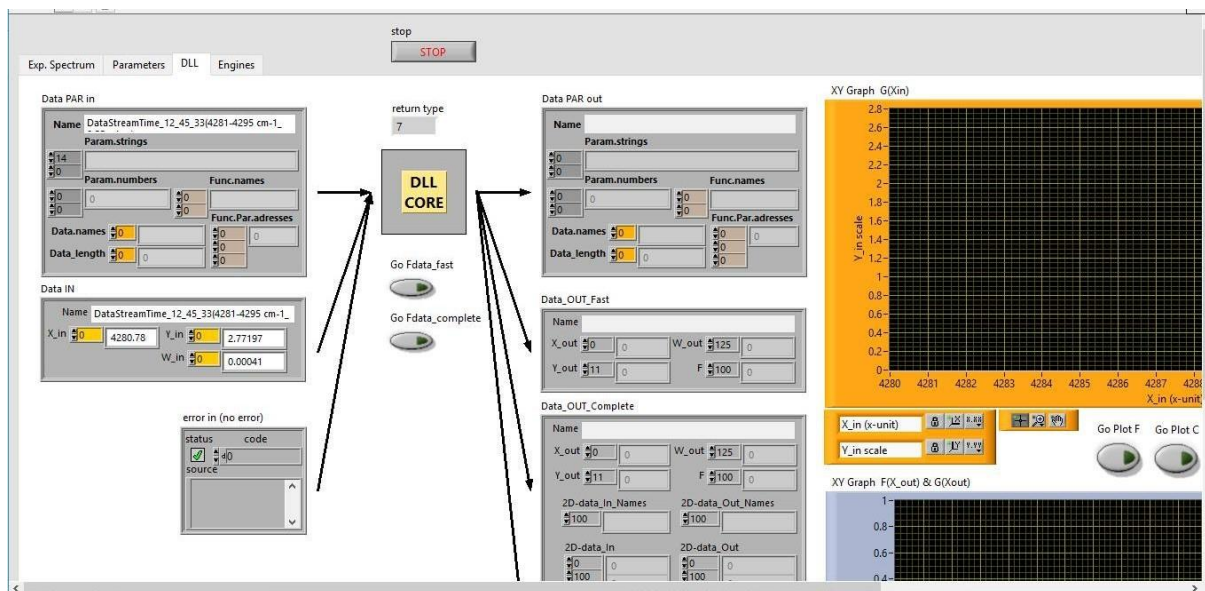 stop
STOP
Exp. Spectrum Parameters DLL Engines
Data PAR in
Name DataStreamTime_12_45_33(4281-4295 cm-1_
Param.strings
14
0
Param.numbers Func.names
0 0 0
0 0
Func.Par.adresses
Data.names 0 0 0
0
Data_length 0 0 0
return type
7
DLL
CORE
Go Fdata_fast
Go Fdata_complete
Data IN
Name DataStreamTime_12_45_33(4281-4295 cm-1_
X_in 0 4280.78 Y_in 0 2.77197
W_in 0 0.00041
error in (no error)
status code
d0
source
Data PAR out
Name
Param.strings
0
0
Param.numbers Func.names
0 0 0
0 0
Func.Par.adresses
Data.names 0 0 0
0
Data_length 0 0 0
Data_OUT_Fast
Name
X_out 0 0 W_out 125 0
Y_out 11 0 F 100 0
Data_OUT_Complete
Name
X_out 0 0 W_out 125 0
Y_out 11 0 F 100 0
2D-data_In_Names 2D-data_Out_Names
100 100
2D-data_In 2D-data_Out
0 0 0 0
100 100
XY Graph G(Xin)
Y_in scale
2.8
2.6
2.4
2.2
2
1.8
1.6
1.4
1.2
1
0.8
0.6
0.4
0.2
0
4280 4281 4282 4283 4284 4285 4286 4287 4288
X_in (x-unit)
X_in (x-unit)
Y_in scale
Go Plot F Go Plot C
XY Graph F(X_out) & G(Xout)
1
0.8
0.6
0.4